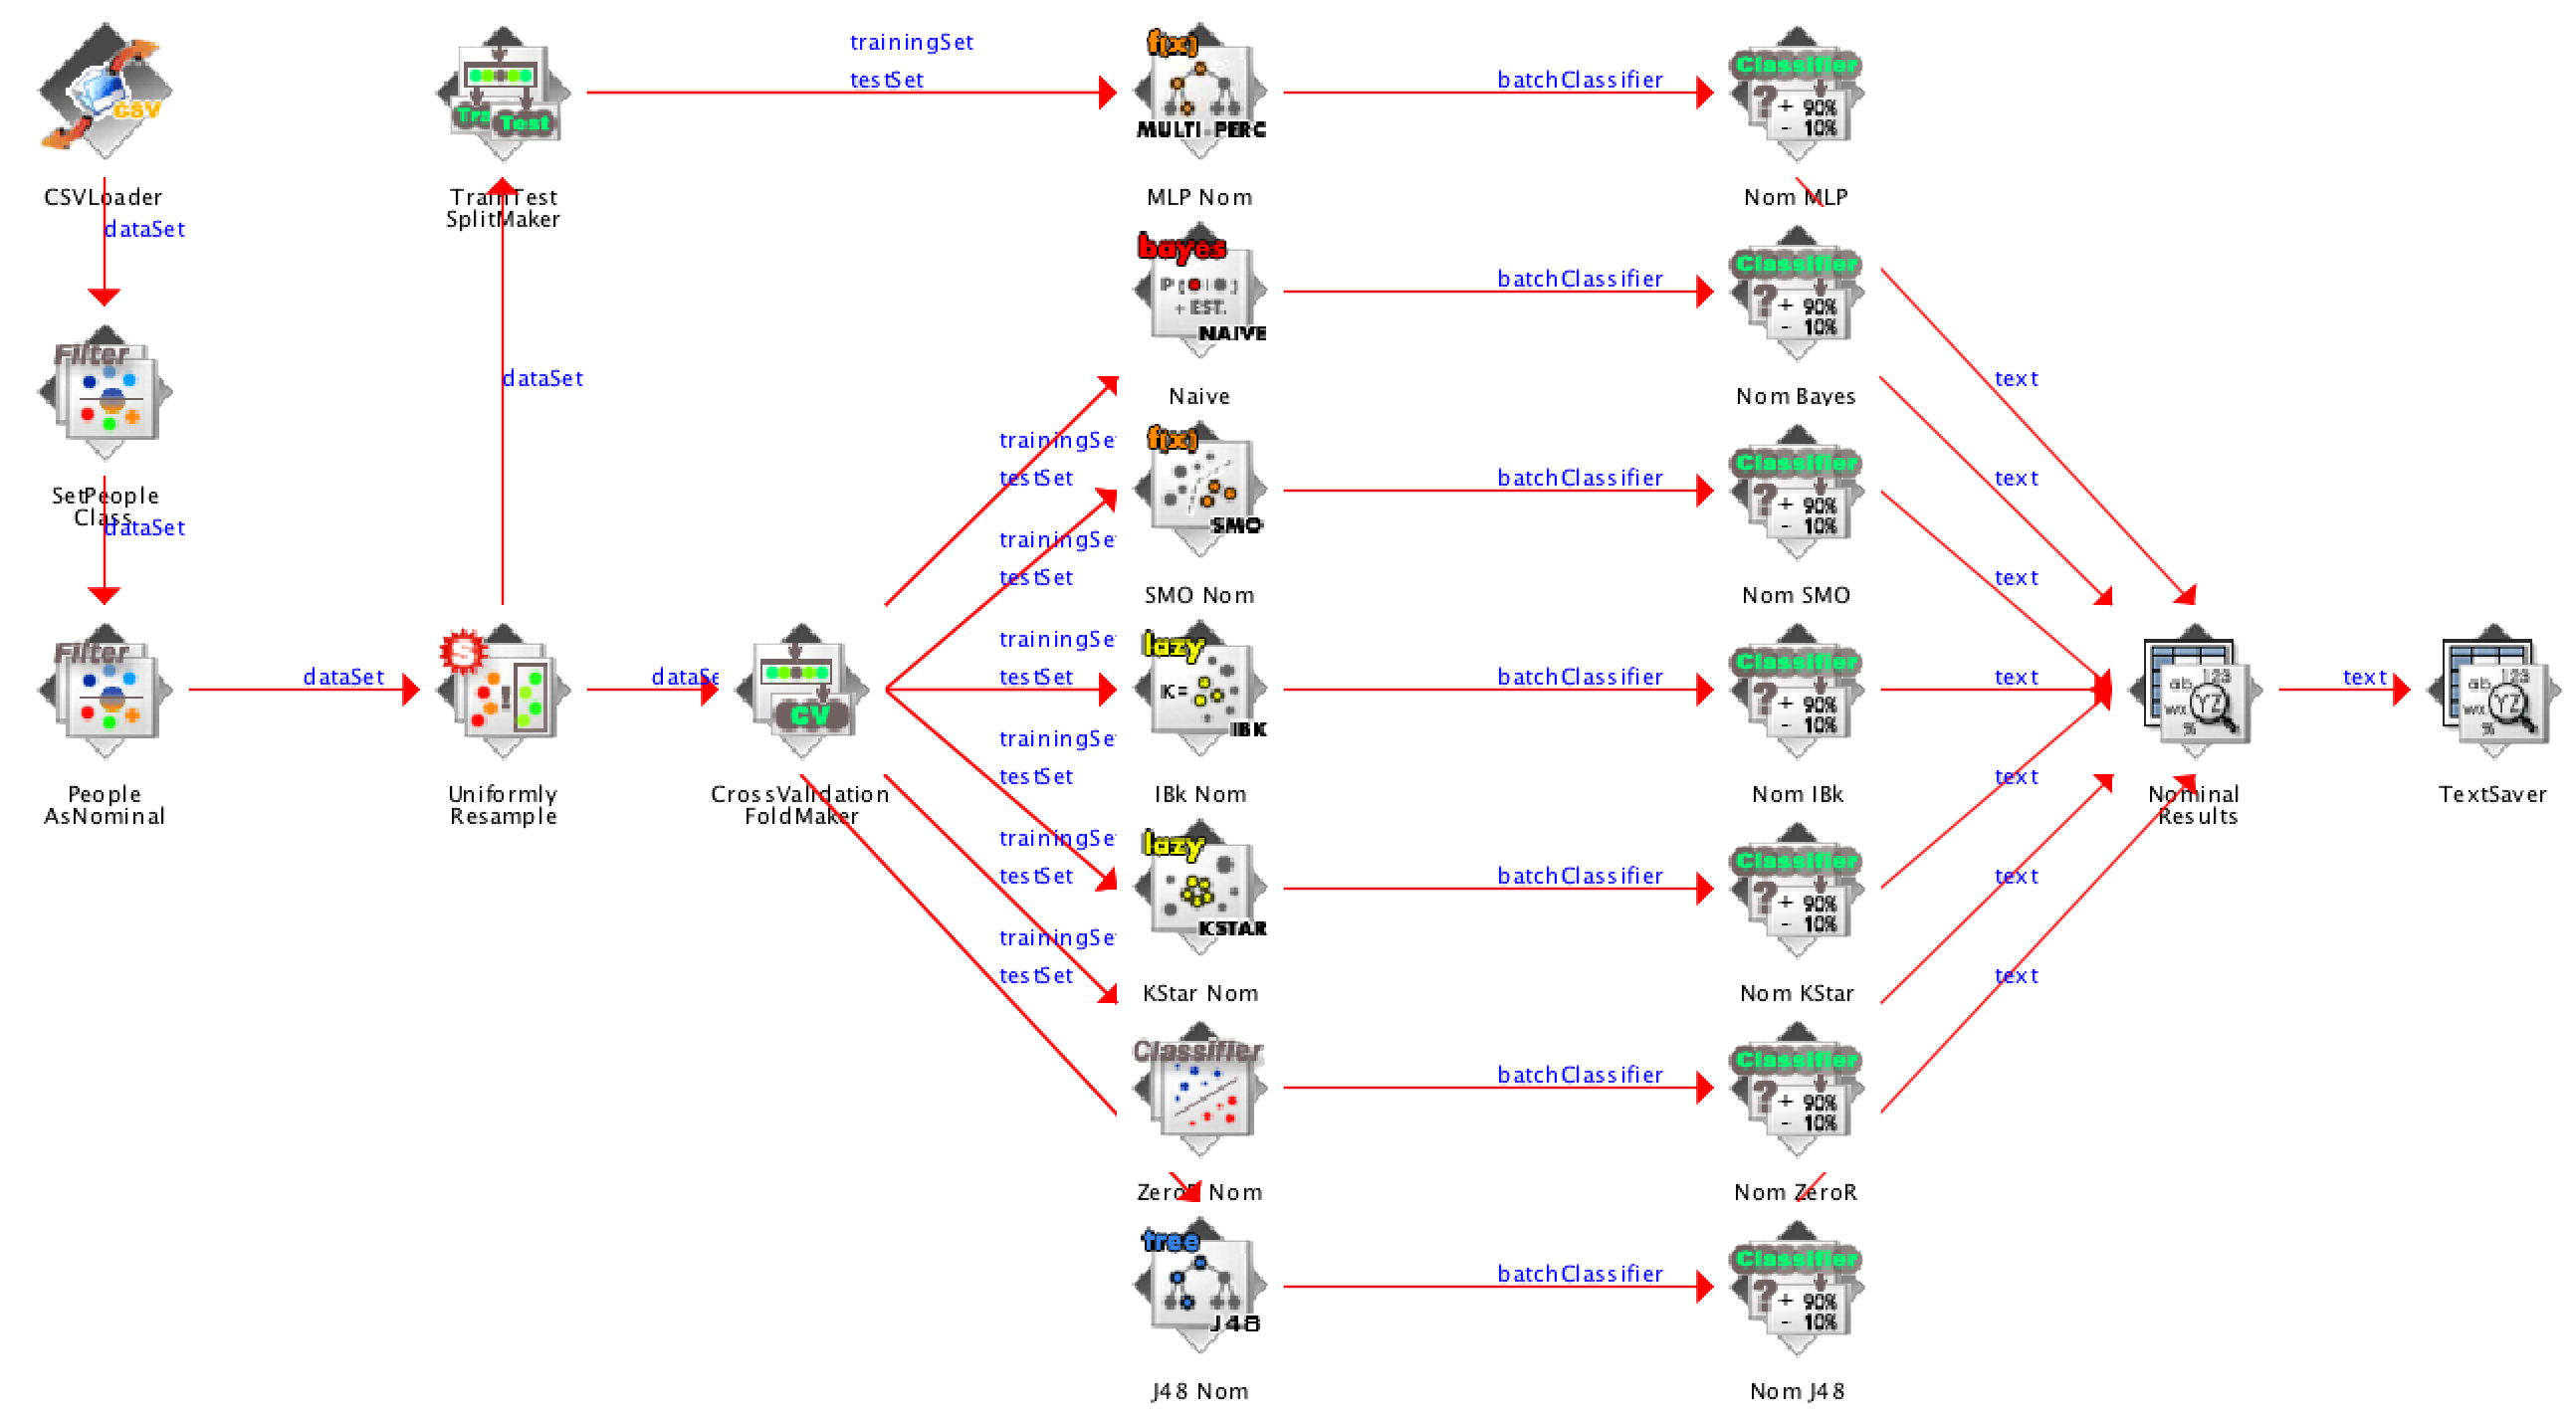 CSV
CSVLoader
dataSet
Filter
SetPeople
Class
dataSet
Filter
People
AsNominal
dataSet
Test
TrainTest
SplitMaker
dataSet
S
Uniformly
Resample
dataSe
CV
CrossValidation
FoldMaker
trainingSet
testSet
trainingSe
testSet
trainingSe
testSet
trainingSe
testSet
trainingSe
testSet
trainingSe
testSet
trainingSe
testSet
f(x)
MULTI-PERC
MLP Nom
bayes
+ EST.
NAIVE
Naive
f(x)
SMO
SMO Nom
lazy
K=
IBK
IBk Nom
lazy
KSTAR
KStar Nom
Classifier
ZeroR Nom
tree
J48
J48 Nom
batchClassifier
batchClassifier
batchClassifier
batchClassifier
batchClassifier
batchClassifier
batchClassifier
Classifier
? + 90%
- 10%
Nom MLP
Classifier
? + 90%
- 10%
Nom Bayes
Classifier
? + 90%
- 10%
Nom SMO
Classifier
? + 90%
- 10%
Nom IBk
Classifier
? + 90%
- 10%
Nom KStar
Classifier
? + 90%
- 10%
Nom ZeroR
Classifier
? + 90%
- 10%
Nom J48
text
text
text
text
text
text
text
ab 123
wx YZ
%
Nominal
Results
text
ab 123
wx YZ
%
TextSaver